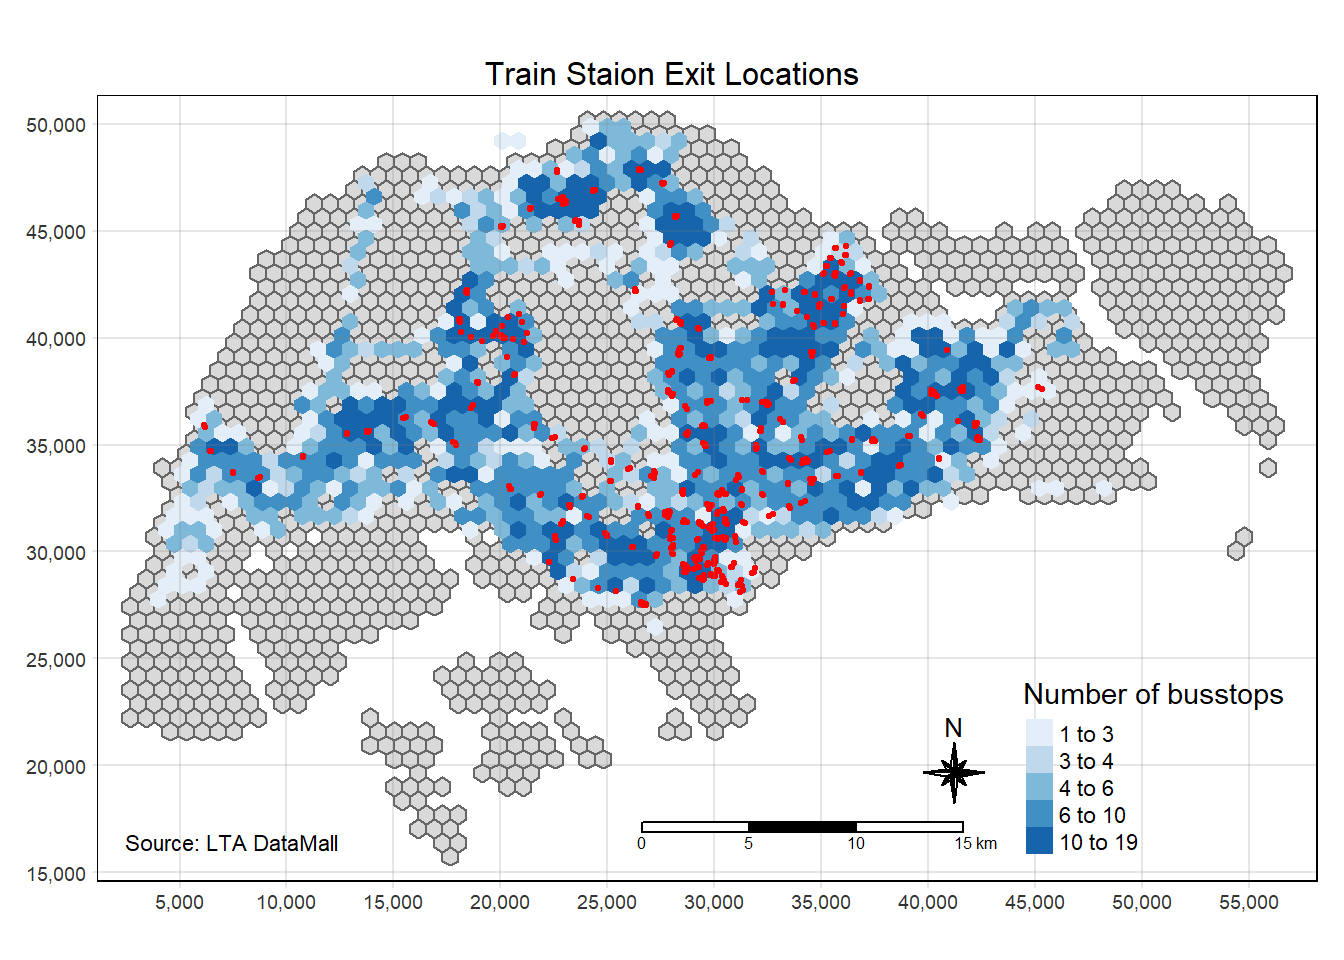 Train Staion Exit Locations
50,000
45,000
40,000
35,000
30,000
25,000
20,000
15,000
Number of busstops
1 to 3
3 to 4
4 to 6
6 to 10
10 to 19
N
0 5 10 15 km
Source: LTA DataMall
5,000 10,000 15,000 20,000 25,000 30,000 35,000 40,000 45,000 50,000 55,000